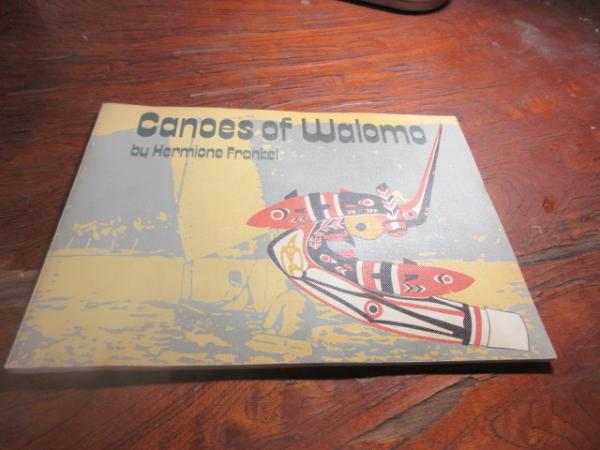 Canoes of Walomo
by Hermione Frankel